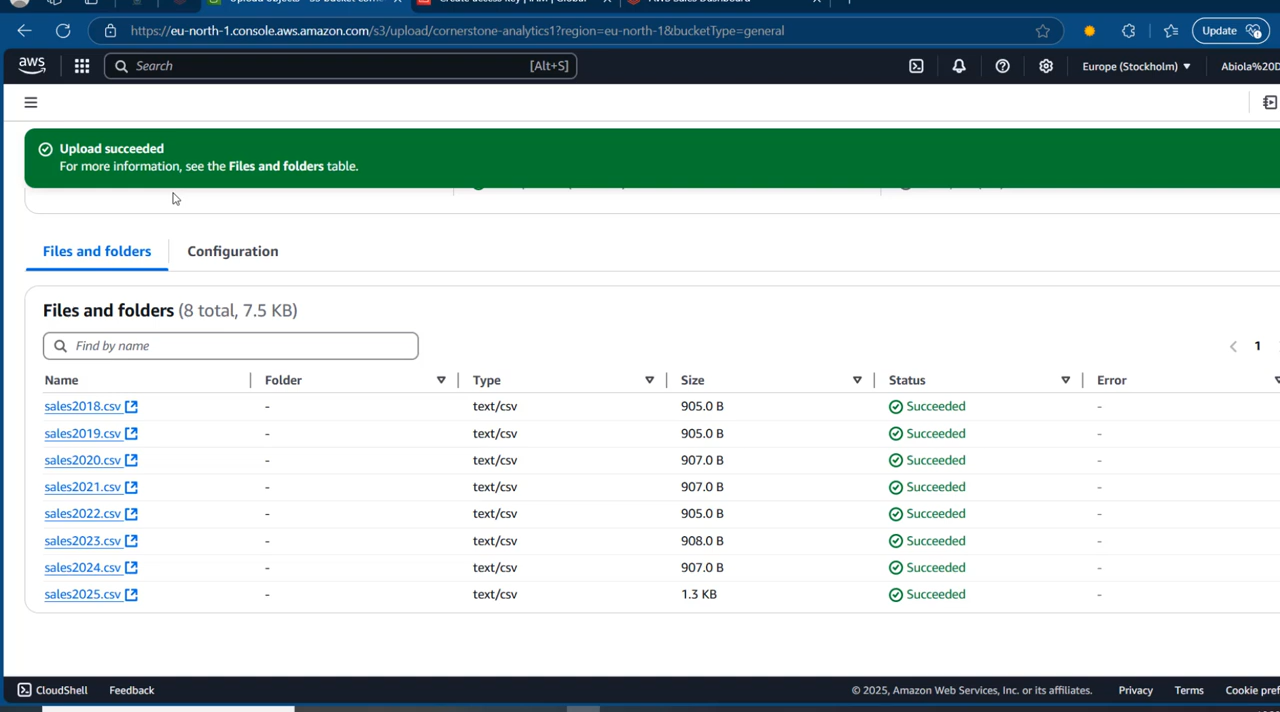 https://eu-north-1.console.aws.amazon.com/s3/upload/cornerstone-analytics1?region=eu-north-1&bucketType=general
Update
aws
Search
[Alt+S]
Europe (Stockholm)
Abiola%20D
Upload succeeded
For more information, see the Files and folders table.
Files and folders
Configuration
Files and folders (8 total, 7.5 KB)
Find by name
1
Name Folder Type Size Status Error
sales2018.csv - text/csv 905.0 B Succeeded -
sales2019.csv - text/csv 905.0 B Succeeded -
sales2020.csv - text/csv 907.0 B Succeeded -
sales2021.csv - text/csv 907.0 B Succeeded -
sales2022.csv - text/csv 905.0 B Succeeded -
sales2023.csv - text/csv 908.0 B Succeeded -
sales2024.csv - text/csv 907.0 B Succeeded -
sales2025.csv - text/csv 1.3 KB Succeeded -
CloudShell Feedback © 2025, Amazon Web Services, Inc. or its affiliates. Privacy Terms Cookie pref